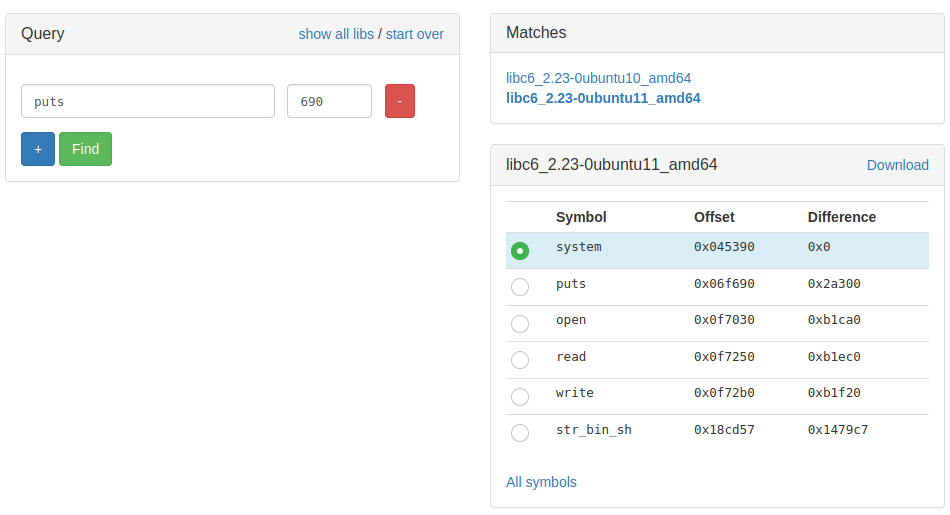 Query show all libs / start over
puts 690 -
+ Find
Matches
libc6_2.23-0ubuntu10_amd64
libc6_2.23-0ubuntu11_amd64
libc6_2.23-0ubuntu11_amd64 Download
Symbol Offset Difference
system 0x045390 0x0
puts 0x06f690 0x2a300
open 0x0f7030 0xb1ca0
read 0x0f7250 0xb1ec0
write 0x0f72b0 0xb1f20
str_bin_sh 0x18cd57 0x1479c7
All symbols